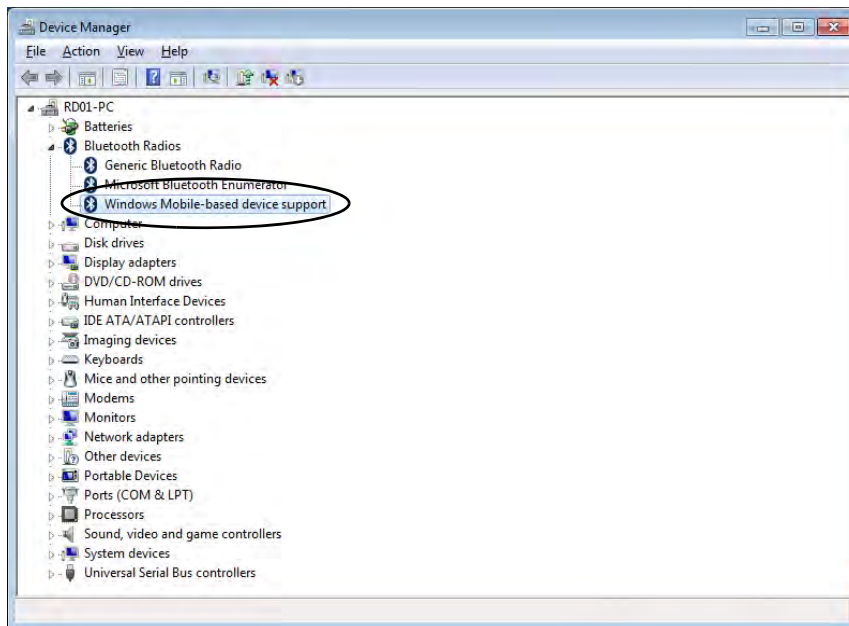 Device Manager
File Action View Help
RD01-PC
Batteries
Bluetooth Radios
Generic Bluetooth Radio
Microsoft Bluetooth Enumerator
Windows Mobile-based device support
Computer
Disk drives
Display adapters
DVD/CD-ROM drives
Human Interface Devices
IDE ATA/ATAPI controllers
Imaging devices
Keyboards
Mice and other pointing devices
Modems
Monitors
Network adapters
Other devices
Portable Devices
Ports (COM & LPT)
Processors
Sound, video and game controllers
System devices
Universal Serial Bus controllers